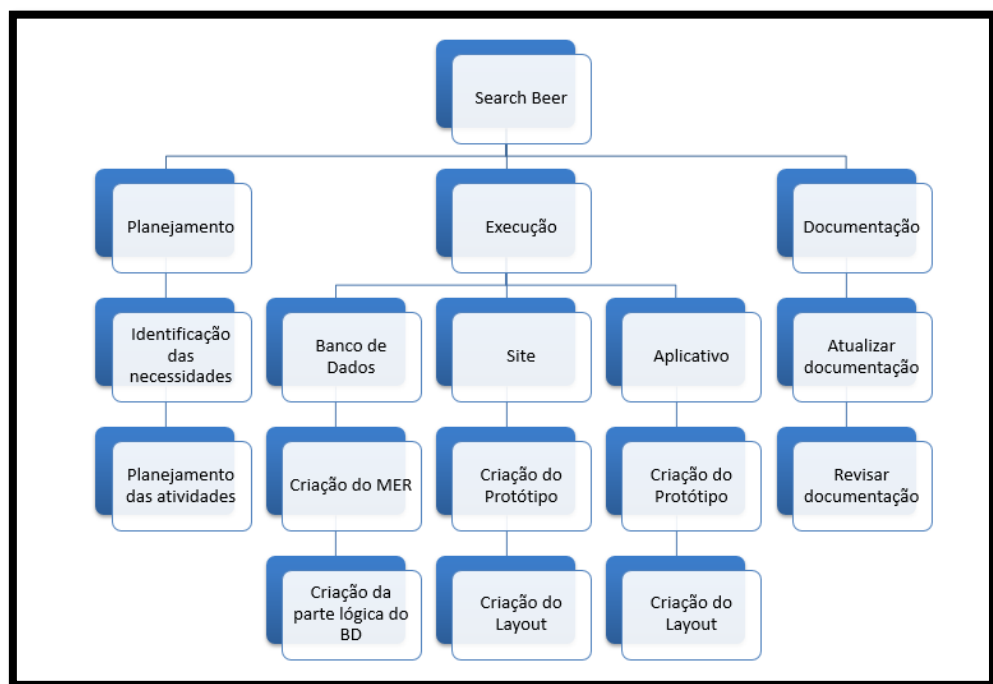 Search Beer
Planejamento
Execução
Documentação
Identificação
das
necessidades
Banco de
Dados
Site
Aplicativo
Atualizar
documentação
Planejamento
das atividades
Criação do MER
Criação do
Protótipo
Criação do
Protótipo
Revisar
documentação
Criação da
parte lógica do
BD
Criação do
Layout
Criação do
Layout